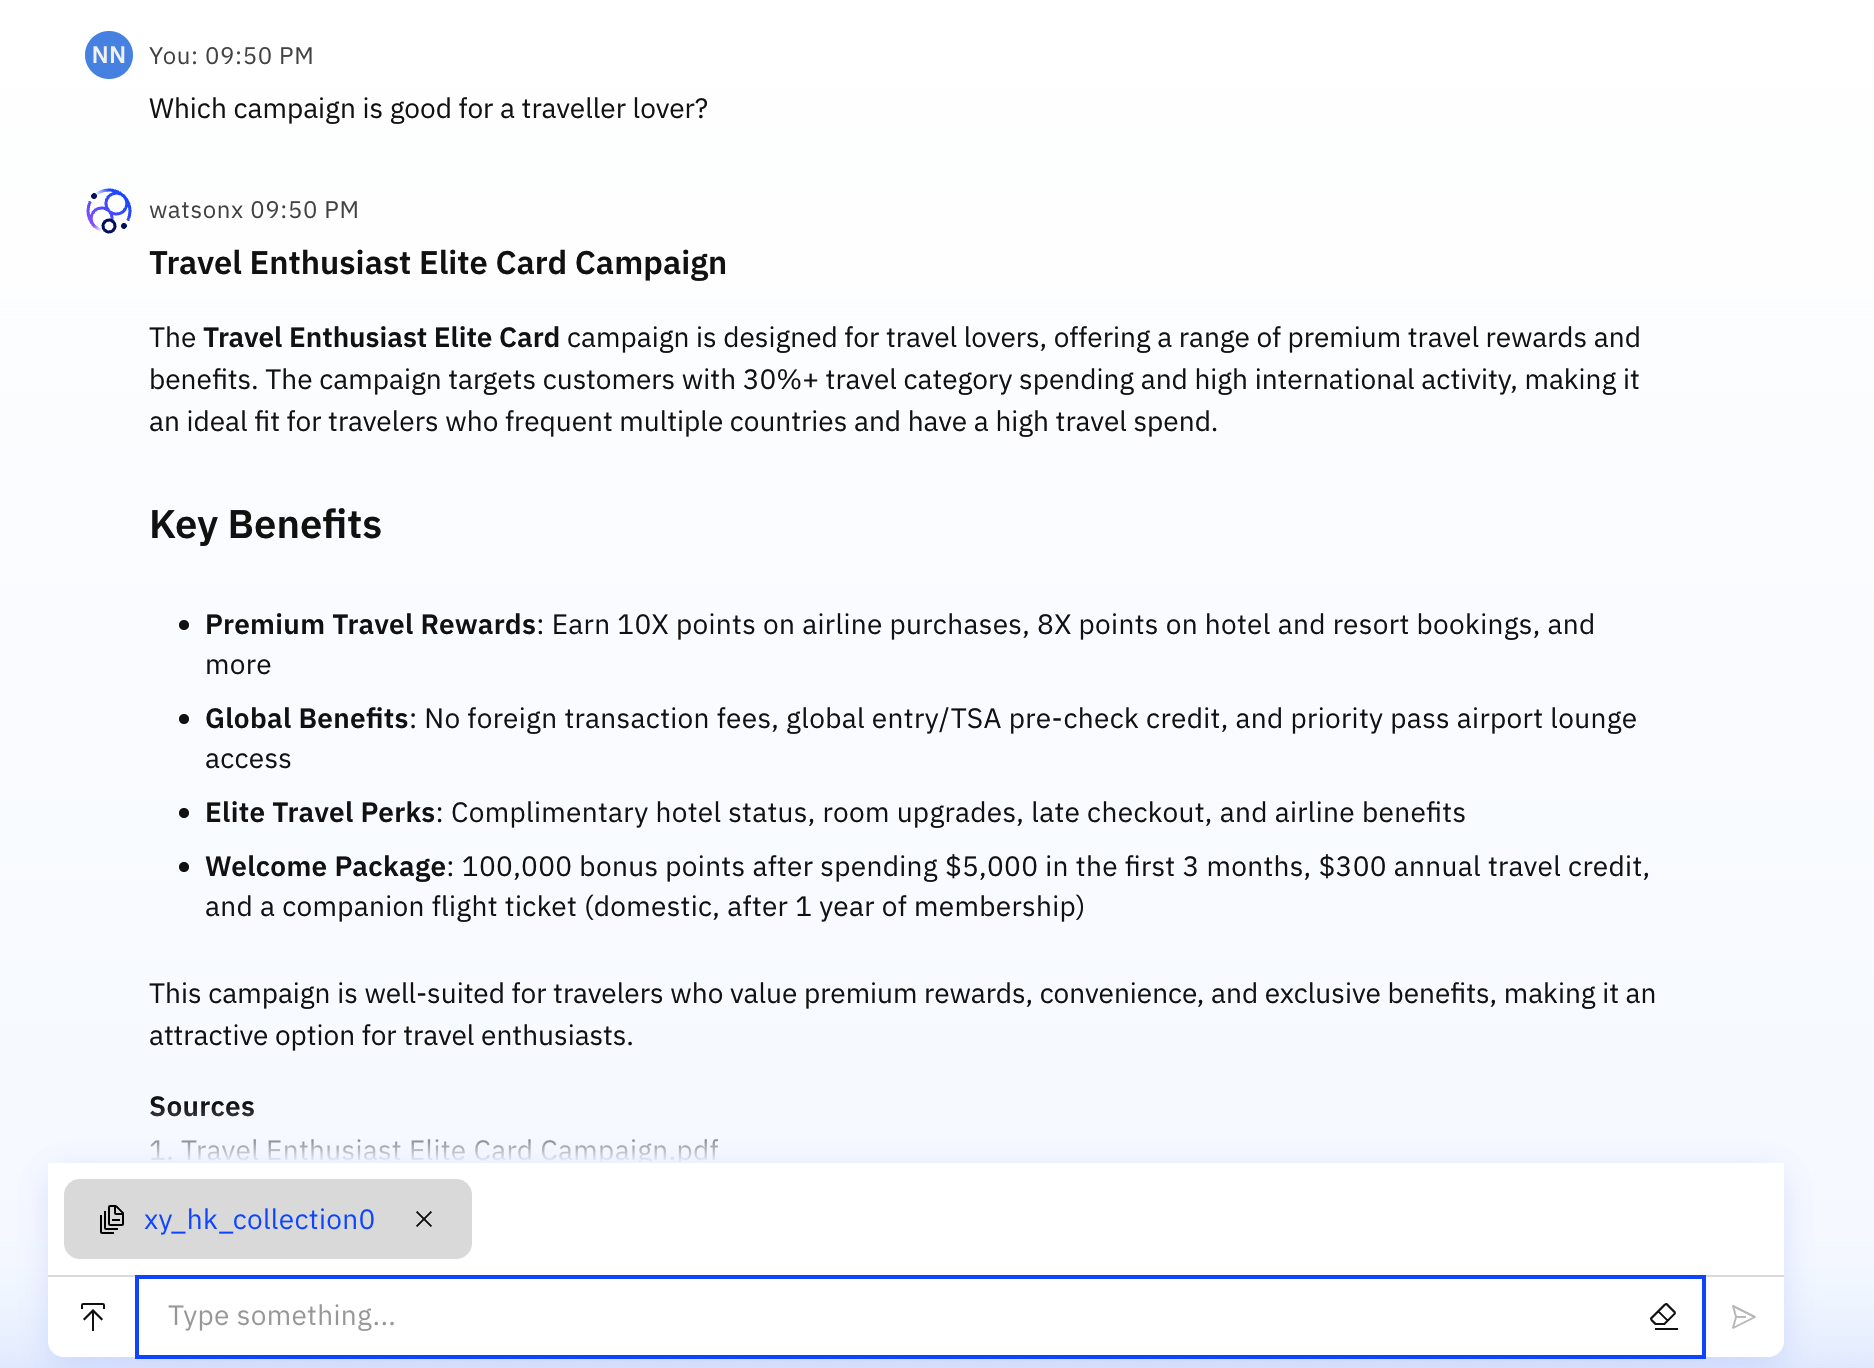 NN You: 09:50 PM
Which campaign is good for a traveller lover?
watsonx 09:50 PM
Travel Enthusiast Elite Card Campaign
The Travel Enthusiast Elite Card campaign is designed for travel lovers, offering a range of premium travel rewards and
benefits. The campaign targets customers with 30%+ travel category spending and high international activity, making it
an ideal fit for travelers who frequent multiple countries and have a high travel spend.
Key Benefits
• Premium Travel Rewards: Earn 10X points on airline purchases, 8X points on hotel and resort bookings, and
more
• Global Benefits: No foreign transaction fees, global entry/TSA pre-check credit, and priority pass airport lounge
access
• Elite Travel Perks: Complimentary hotel status, room upgrades, late checkout, and airline benefits
• Welcome Package: 100,000 bonus points after spending $5,000 in the first 3 months, $300 annual travel credit,
and a companion flight ticket (domestic, after 1 year of membership)
This campaign is well-suited for travelers who value premium rewards, convenience, and exclusive benefits, making it an
attractive option for travel enthusiasts.
Sources
1. Travel Enthusiast Elite Card Campaign.pdf
xy_hk_collection0
Type something...